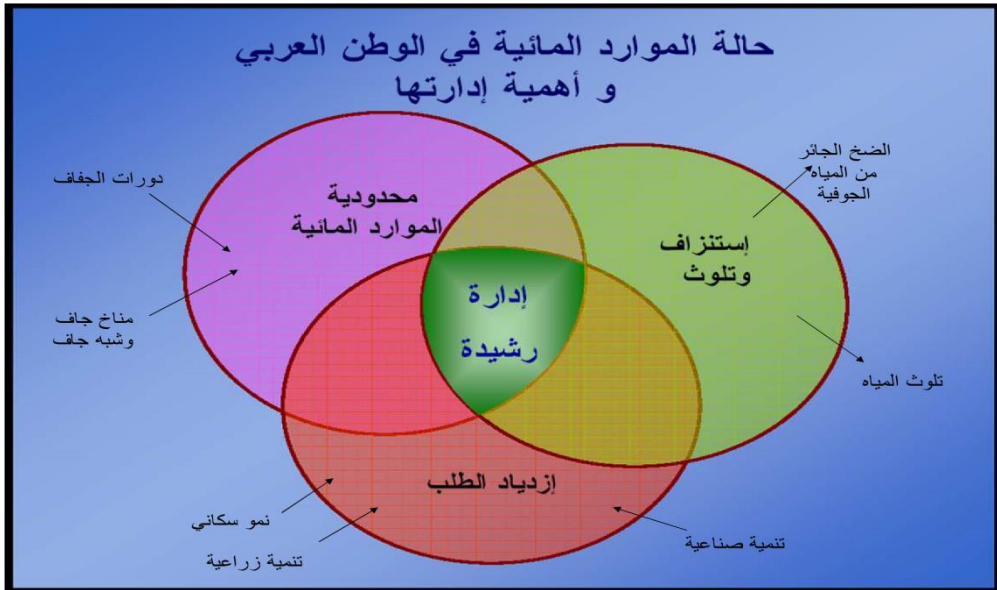 حالة الموارد المائية في الوطن العربي
و أهمية إدارتها
الضخ الجائر
من المياه
الجوفية
دورات الجفاف
محدودية
الموارد المائية
إستنزاف
وتلوث
إدارة
رشيدة
مناخ جاف
وشبه جاف
تلوث المياه
إزدياد الطلب
نمو سكاني
تنمية صناعية
تنمية زراعية